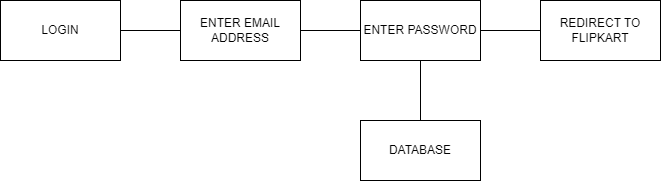 LOGIN
ENTER EMAIL
ADDRESS
ENTER PASSWORD
REDIRECT TO
FLIPKART
DATABASE